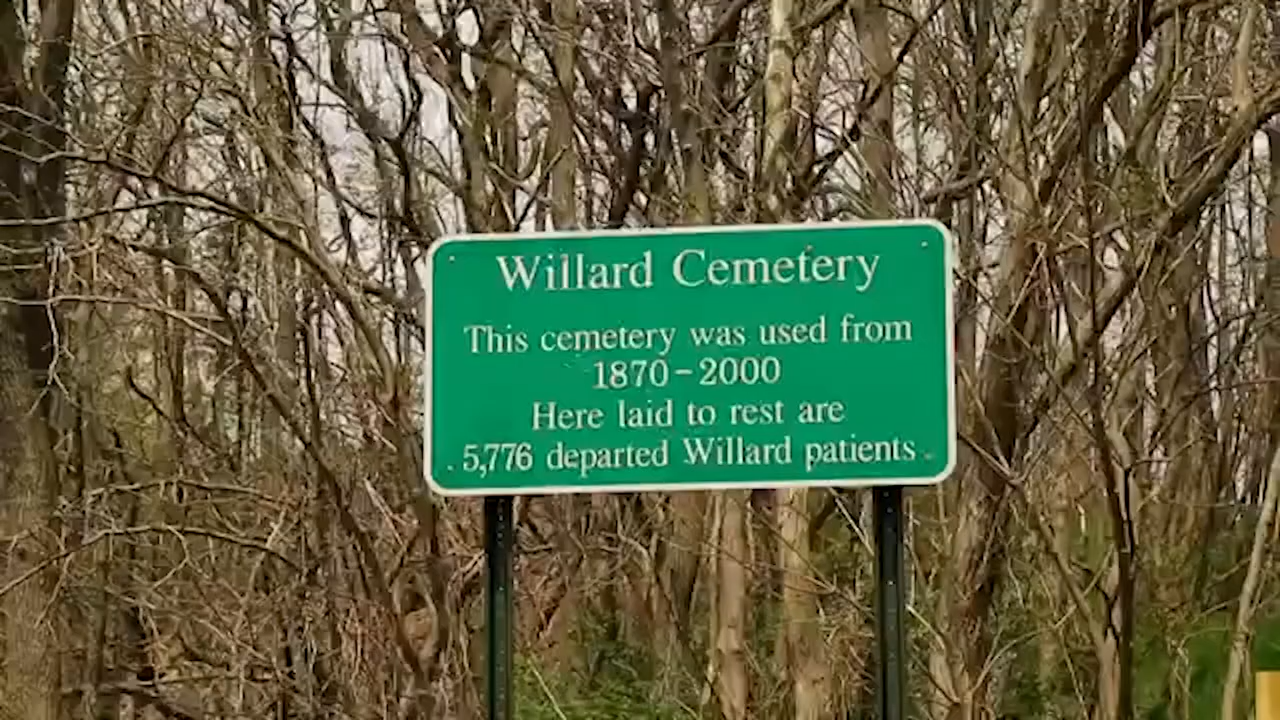 Willard Cemetery
This cemetery was used from
1870-2000
Here laid to rest are
5,776 departed Willard patients